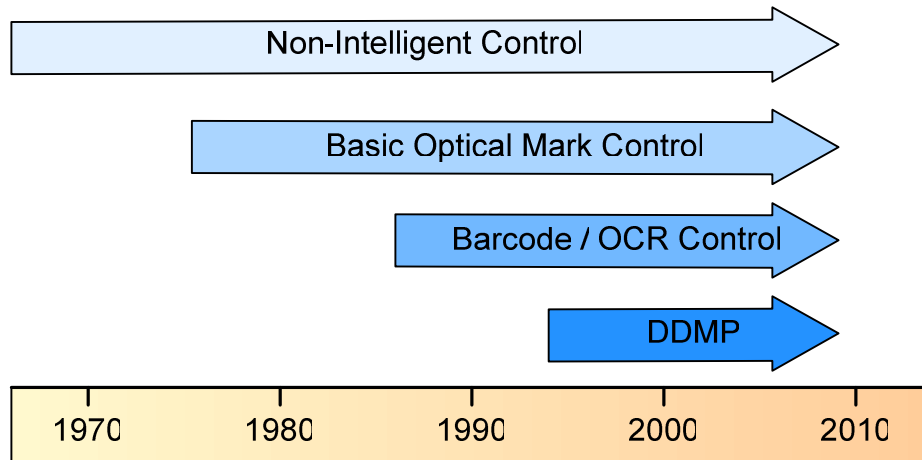 Non-Intelligent Control
Basic Optical Mark Control
Barcode / OCR Control
DDMP
1970 1980 1990 2000 2010